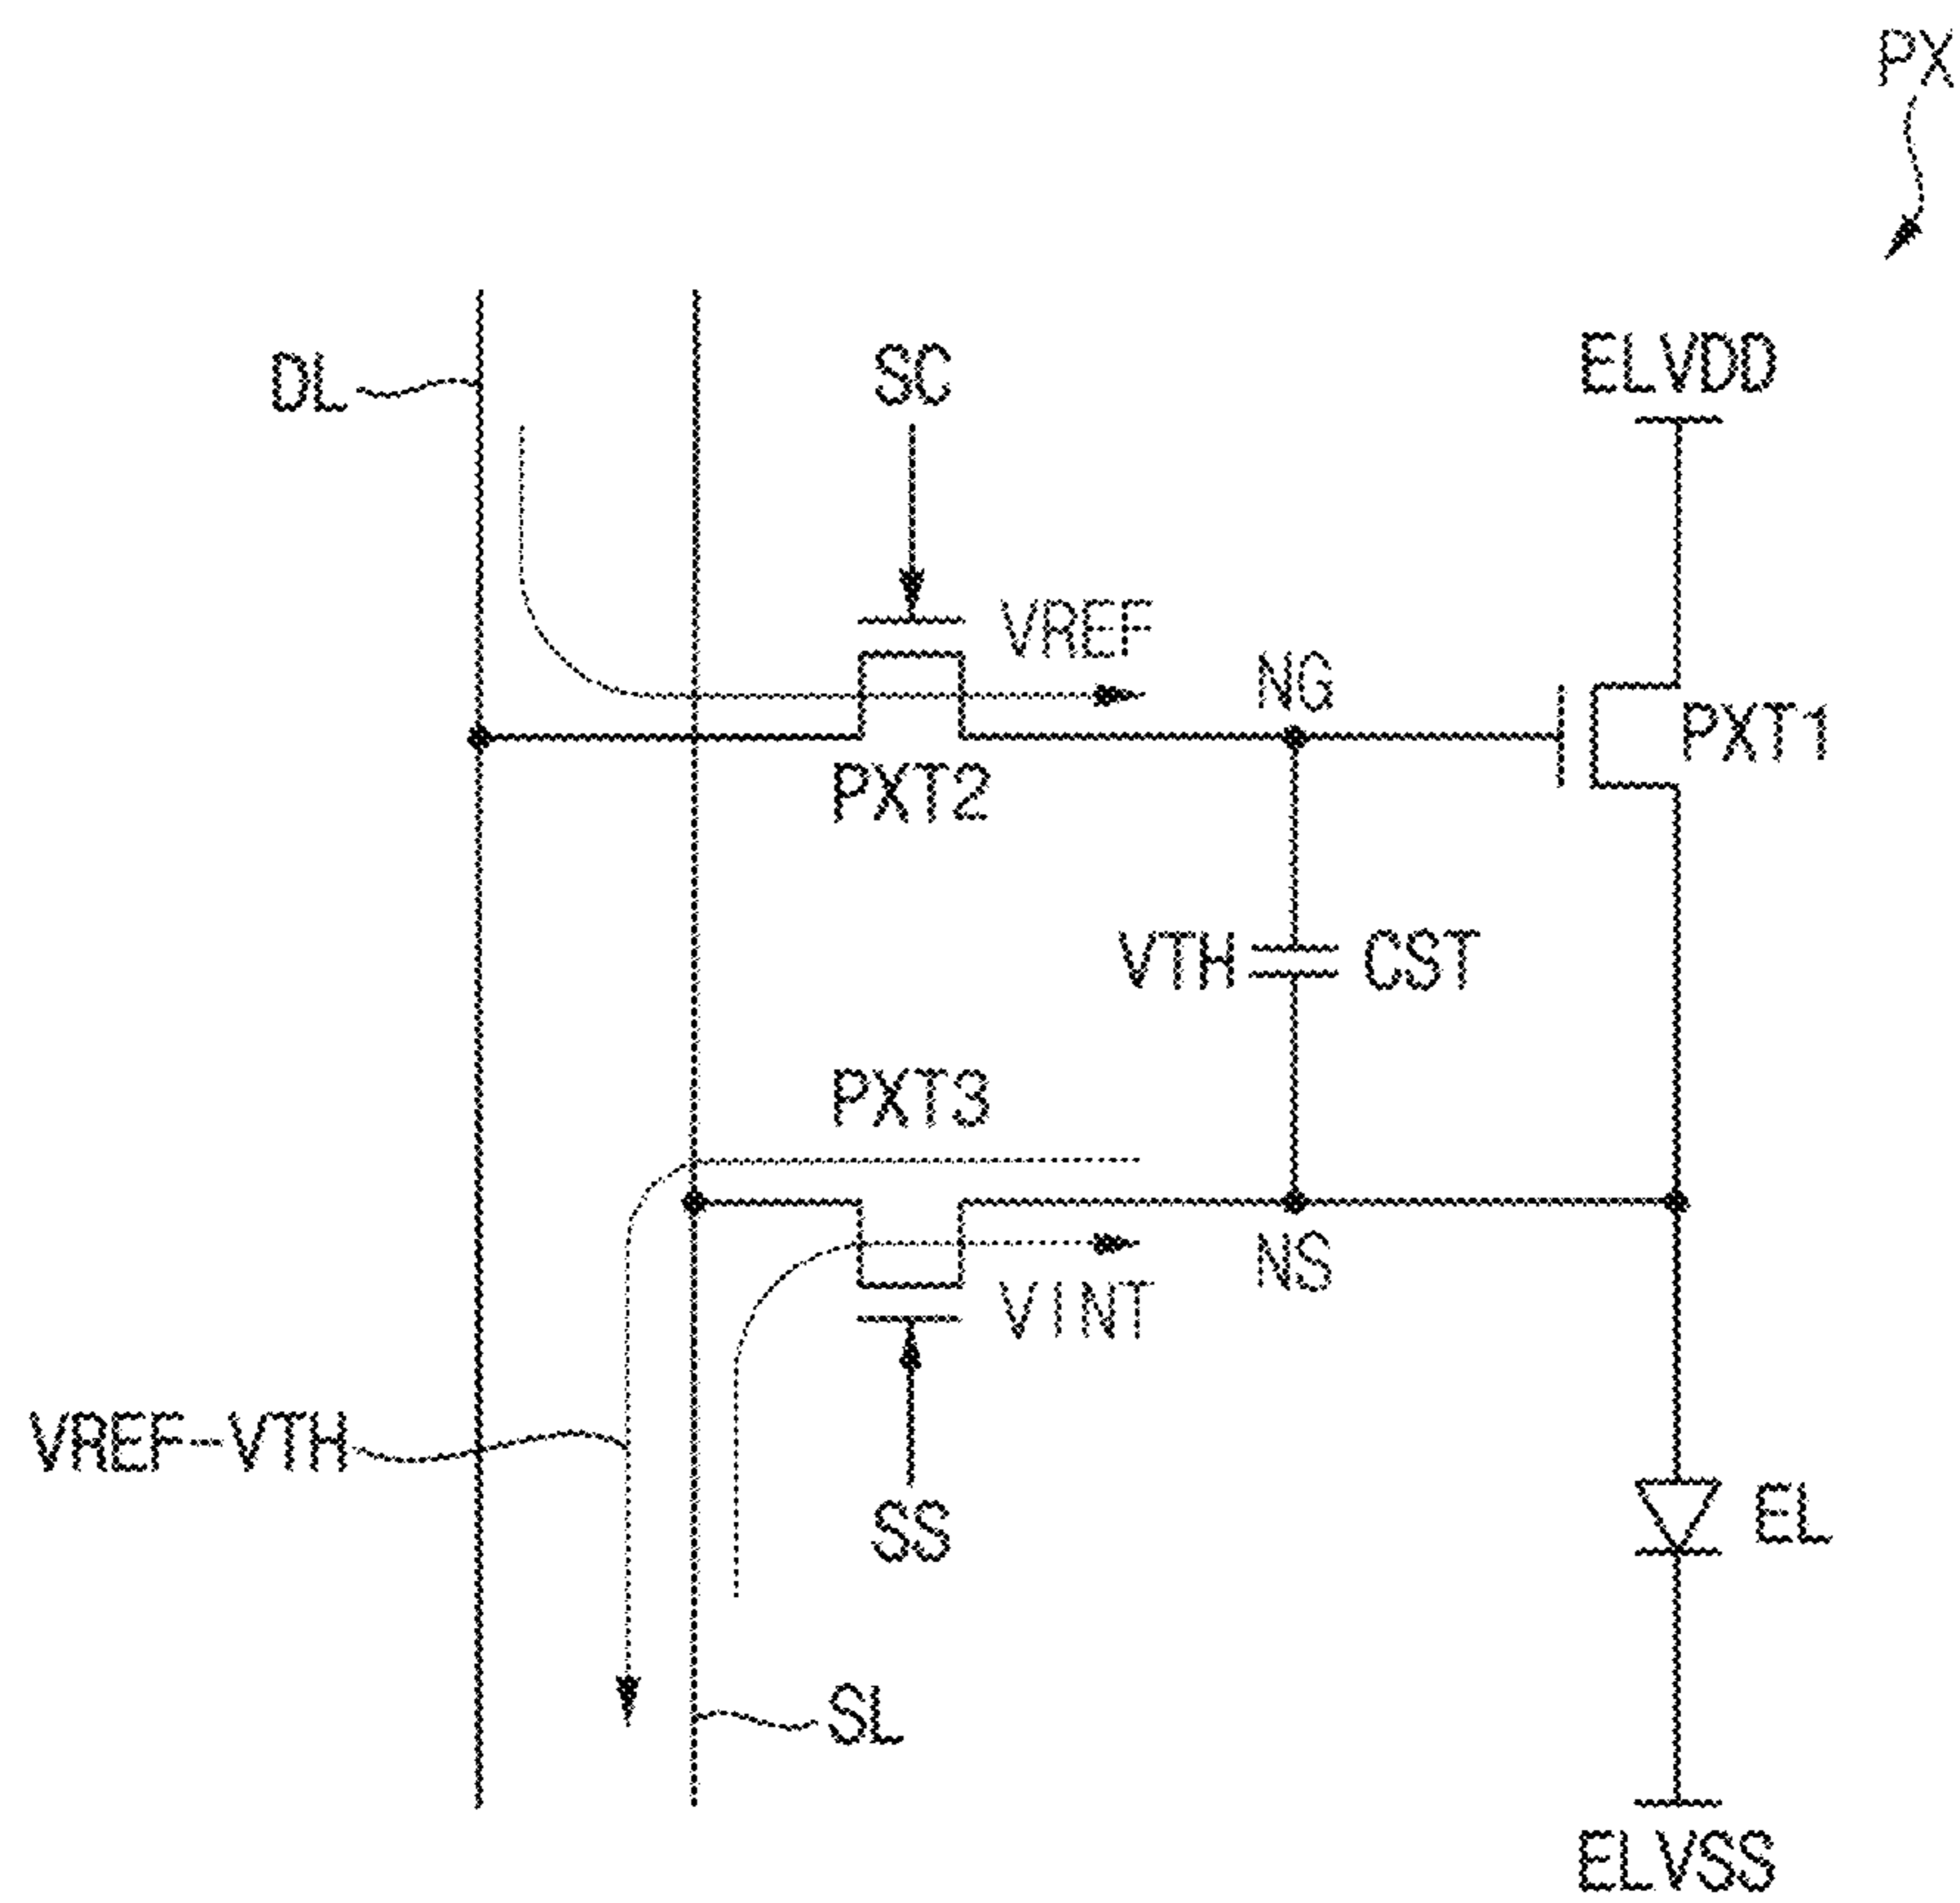 PX
DL
SC
ELVDD
VREF
NG
PXT1
PXT2
VTH
CST
PXT3
NS
VINT
VREF-VTH
SS
EL
SL
ELVSS